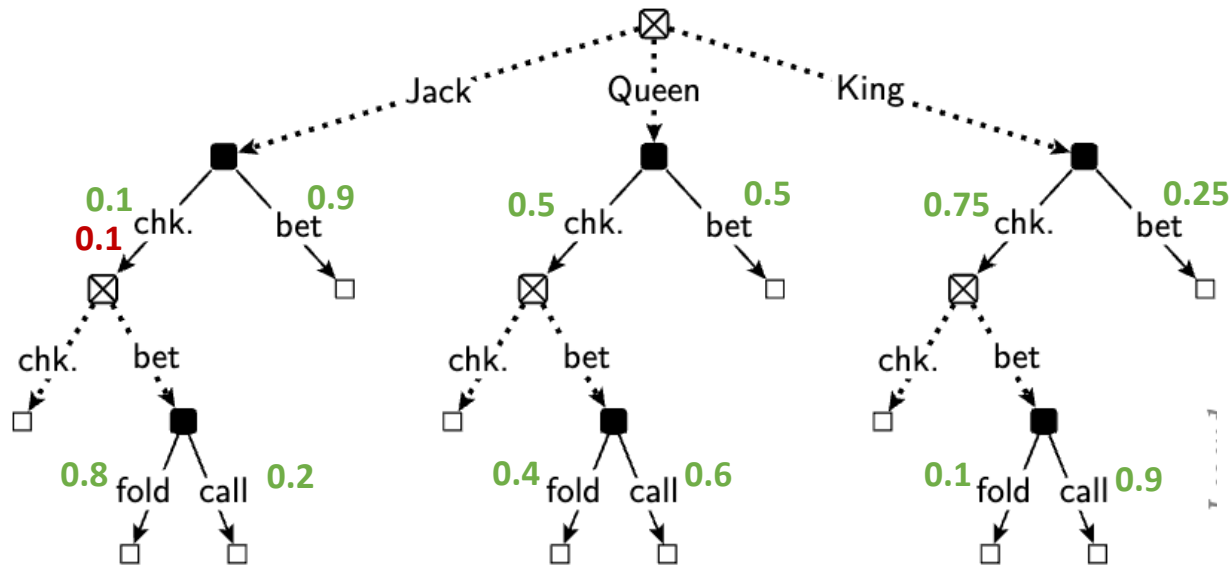 Jack
Queen
King
0.1
0.9
0.5
0.5
0.75
0.25
0.1
chk.
bet
chk.
bet
chk.
bet
chk.
bet
chk.
bet
chk.
bet
0.8
fold
call
0.2
0.4
fold
call
0.6
0.1
fold
call
0.9